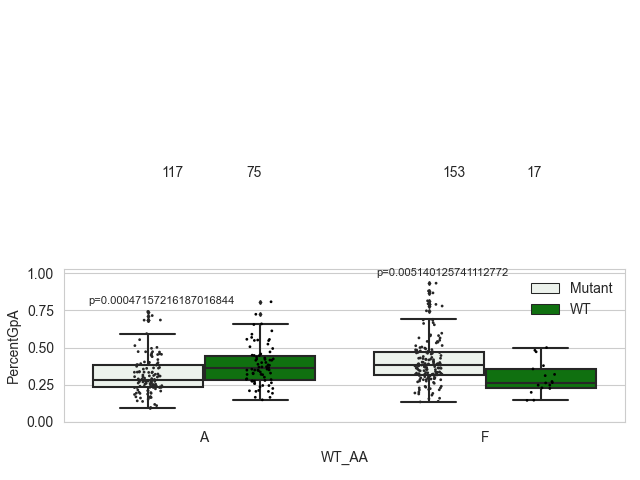 117 75 153 17
p=0.005140125741112772
1.00
Mutant
p=0.00047157216187016844
0.75
WT
0.50
0.25
0.00
PercentGpA
A F
WT_AA